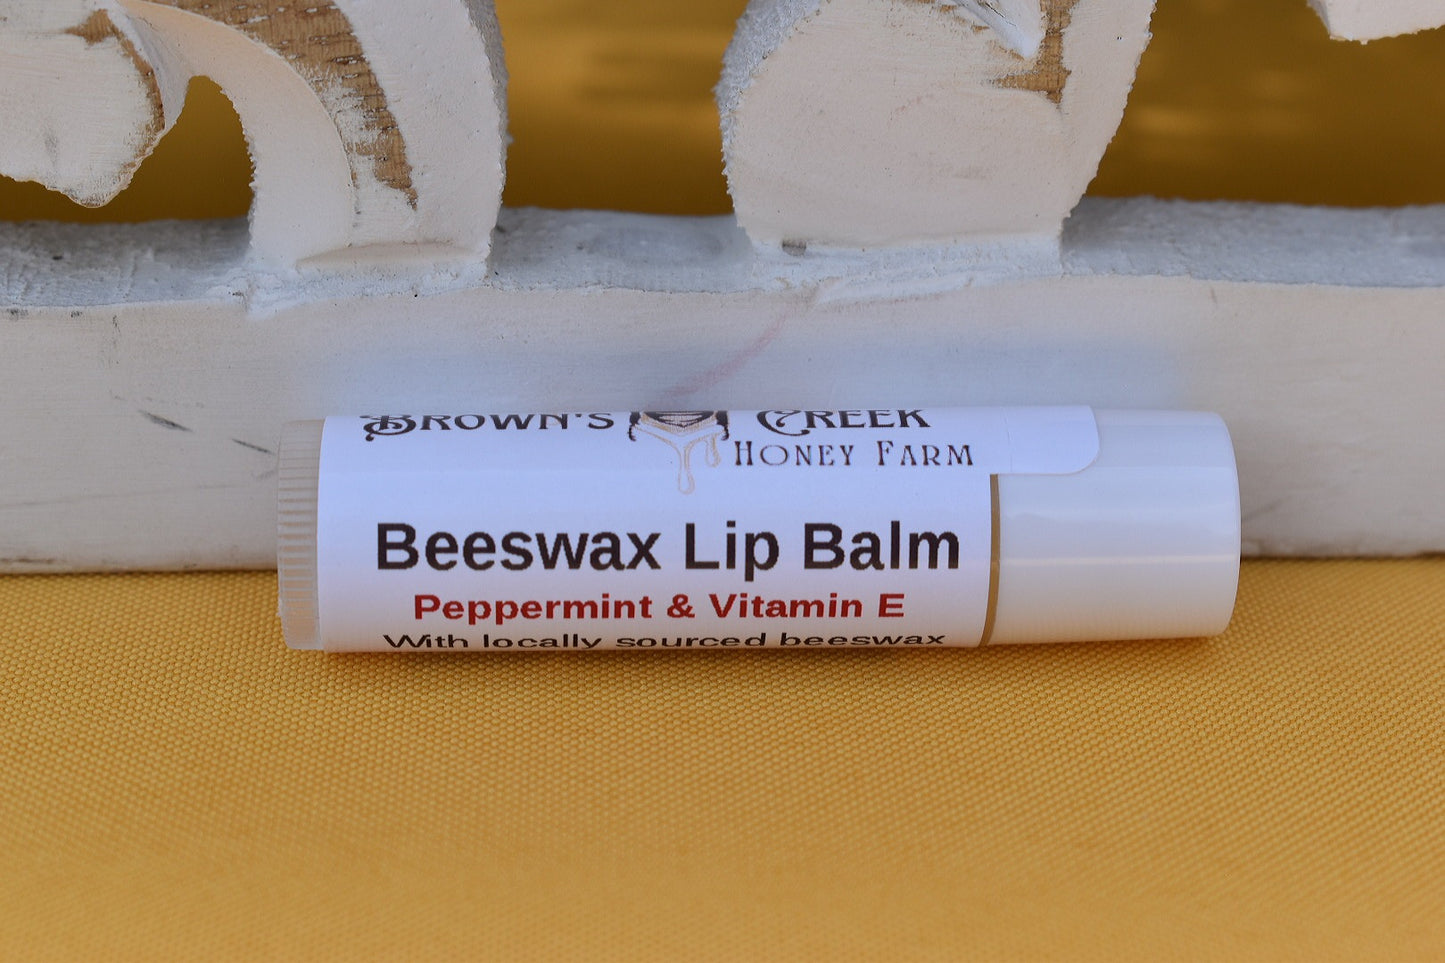 Brown's Creek
Honey Farm
Beeswax Lip Balm
Peppermint & Vitamin E
With locally sourced beeswax